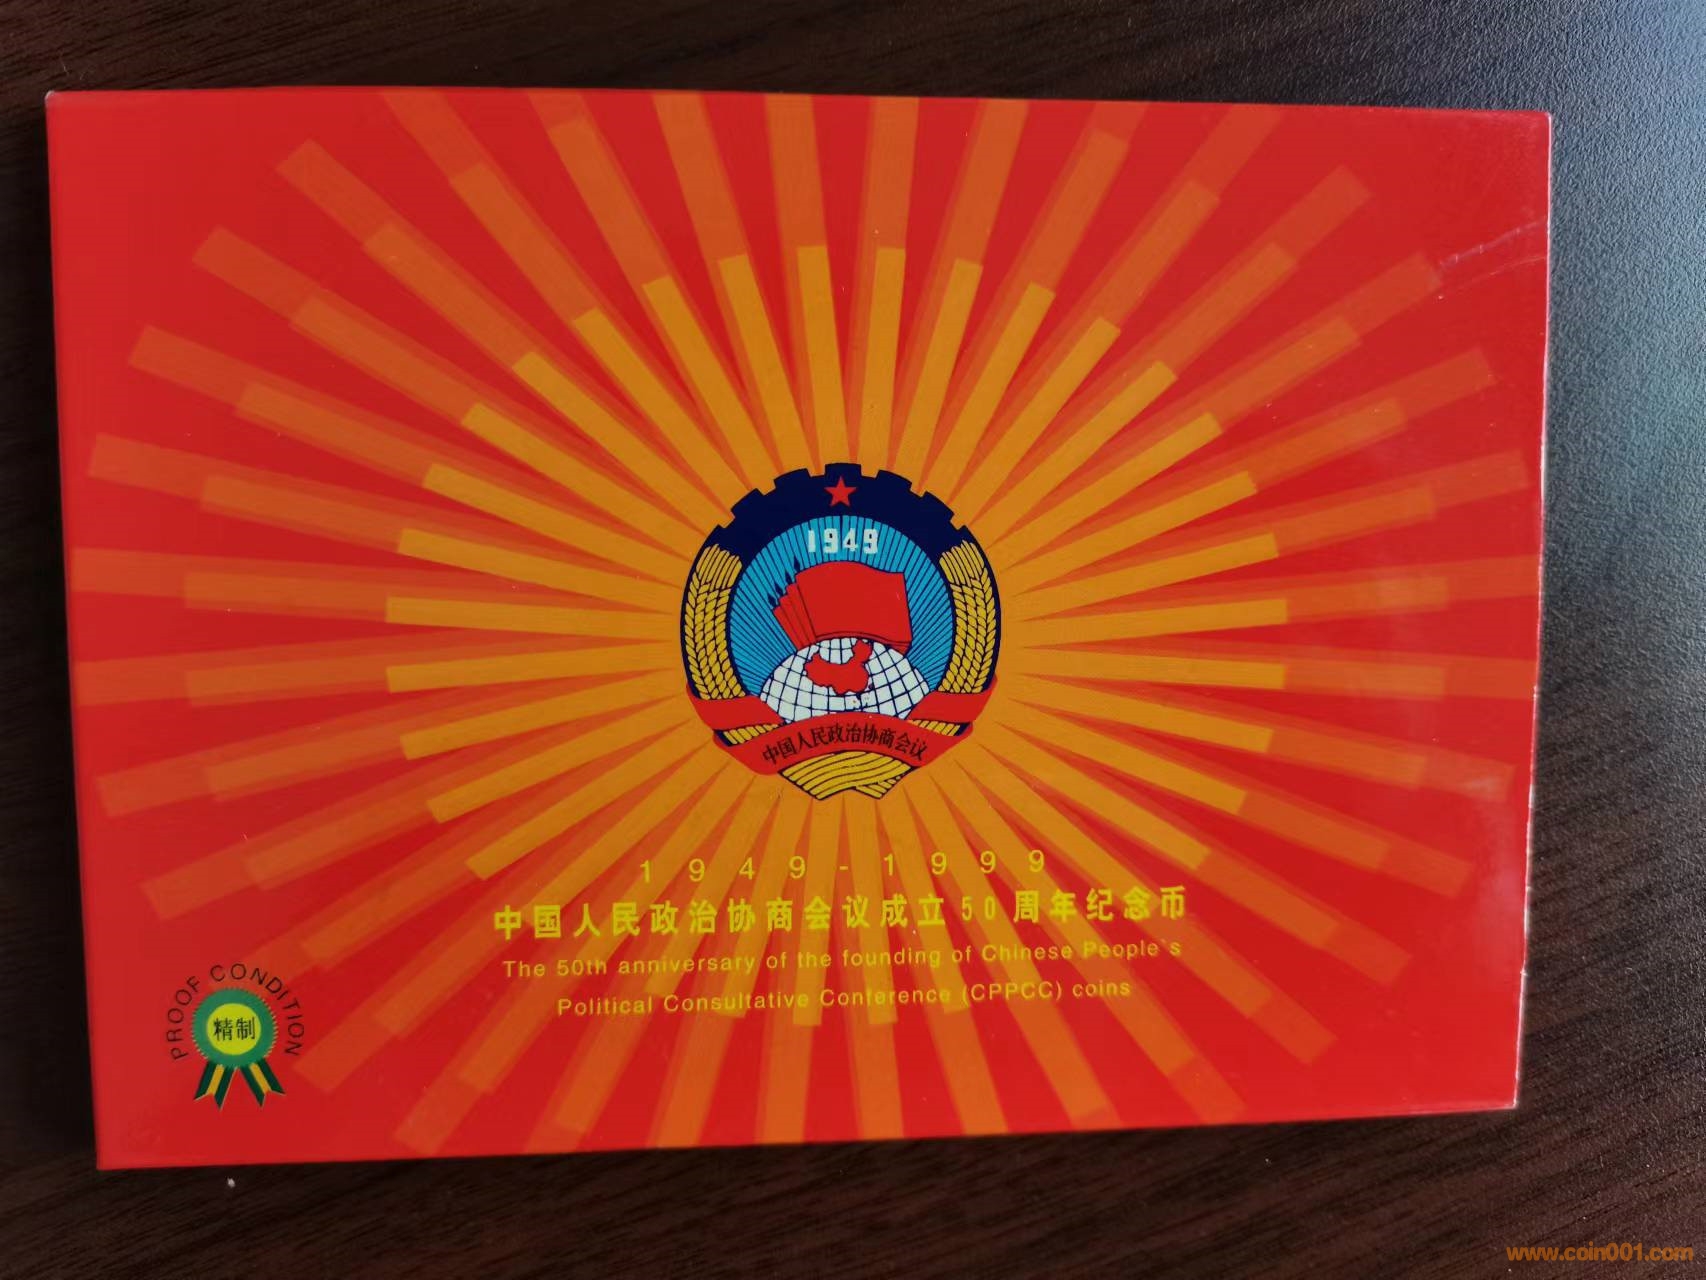 1949
中国人民政治协商会议
1949-1999
中国人民政治协商会议成立50周年纪念币
The 50th anniversary of the founding of Chinese People`s
Political Consultative Conference (CPPCC) coins
PROOF CONDITION
精制
www.coin001.com